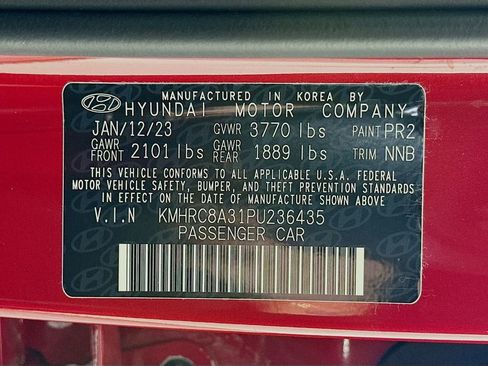 MANUFACTURED IN KOREA BY
HYUNDAI MOTOR COMPANY
JAN/12/23 GVWR 3770 lbs PAINT PR2
GAWR FRONT 2101 lbs GAWR REAR 1889 lbs TRIM NNB
THIS VEHICLE CONFORMS TO ALL APPLICABLE U.S.A. FEDERAL
MOTOR VEHICLE SAFETY, BUMPER, AND THEFT PREVENTION STANDARDS
IN EFFECT ON THE DATE OF MANUFACTURE SHOWN ABOVE.
V.I.N KMHRC8A31PU236435
PASSENGER CAR